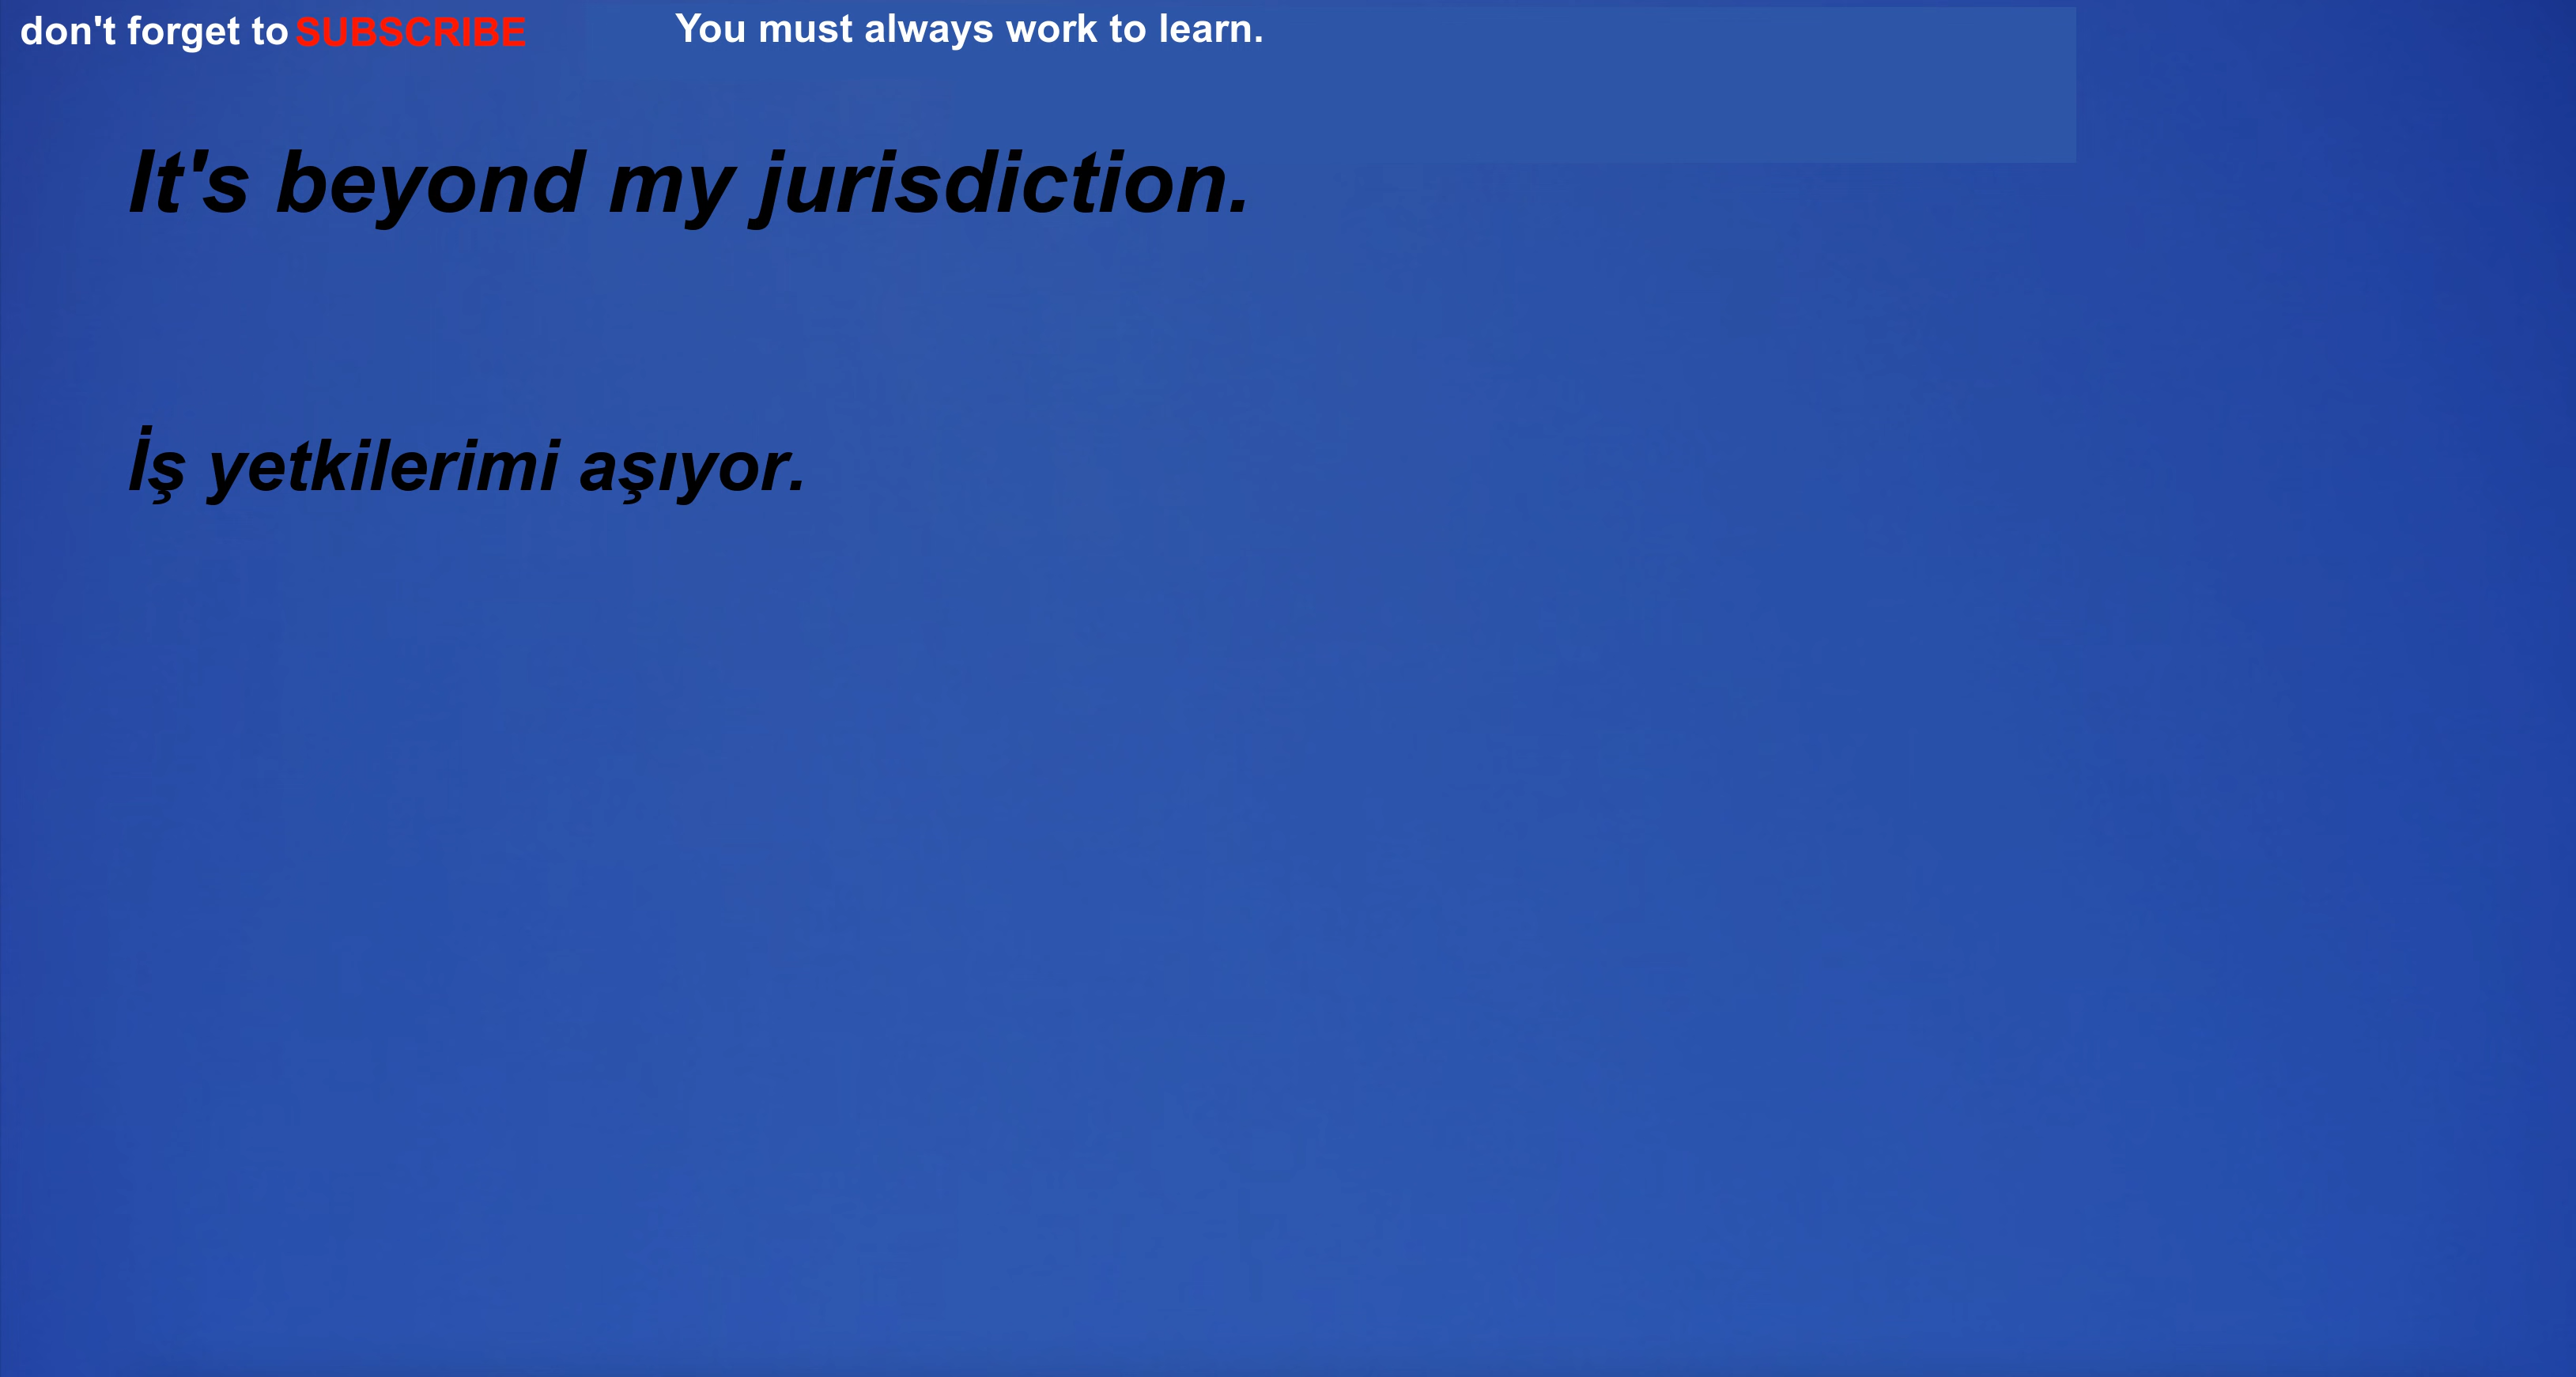 don't forget to SUBSCRIBE
You must always work to learn.
It's beyond my jurisdiction.
İş yetkilerimi aşıyor.